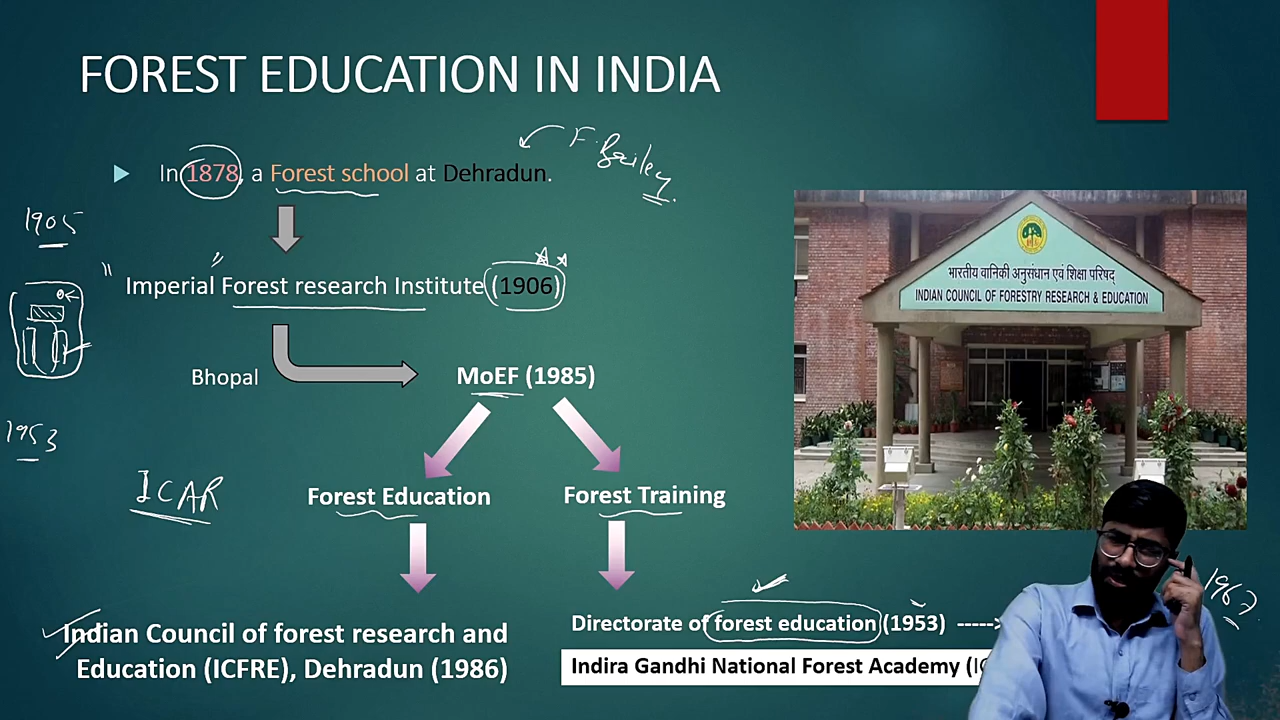 FOREST EDUCATION IN INDIA
In 1878, a Forest school at Dehradun.
F. Bailey
1905
" Imperial " Forest research Institute (1906)
भारतीय वानिकी अनुसंधान एवं शिक्षा परिषद्
INDIAN COUNCIL OF FORESTRY RESEARCH & EDUCATION
Bhopal
MoEF (1985)
1953
ICAR
Forest Education
Forest Training
Directorate of forest education (1953) ----->
Indian Council of forest research and
Education (ICFRE), Dehradun (1986)
Indira Gandhi National Forest Academy